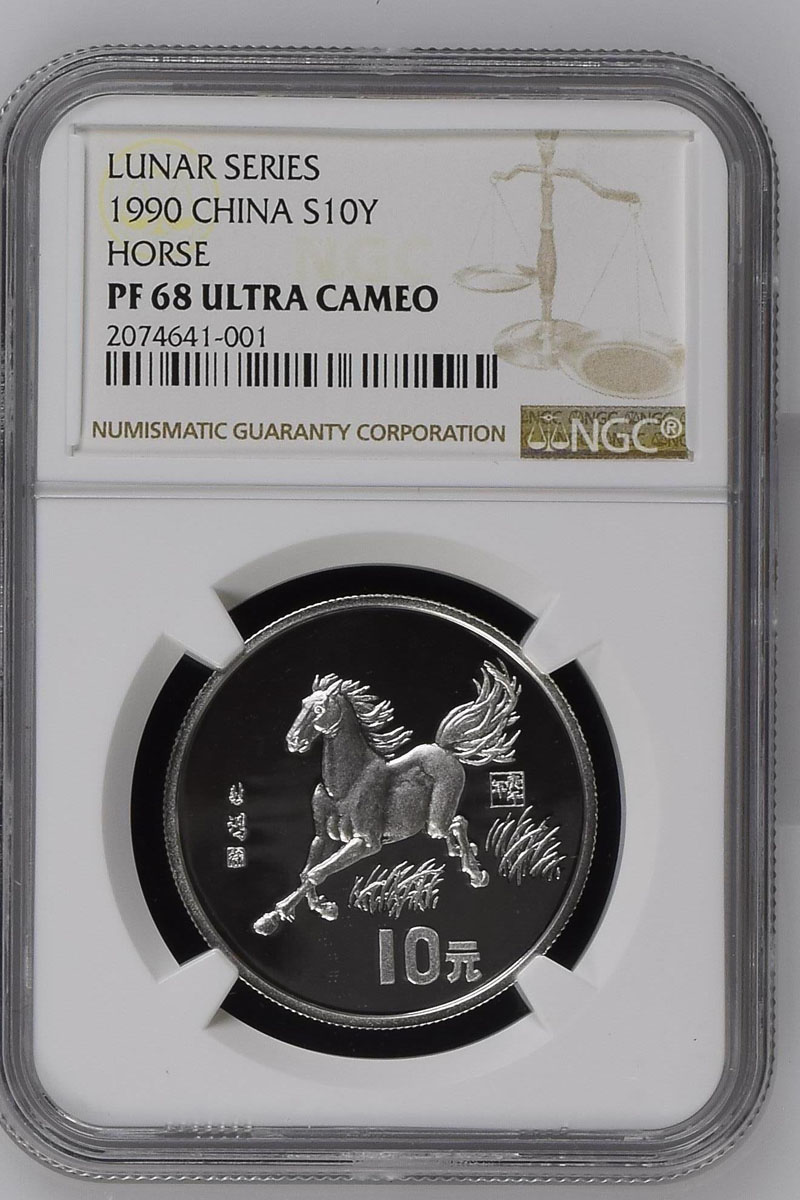 LUNAR SERIES
1990 CHINA S10Y
HORSE
PF 68 ULTRA CAMEO
2074641-001
NUMISMATIC GUARANTY CORPORATION
NGC®
10元